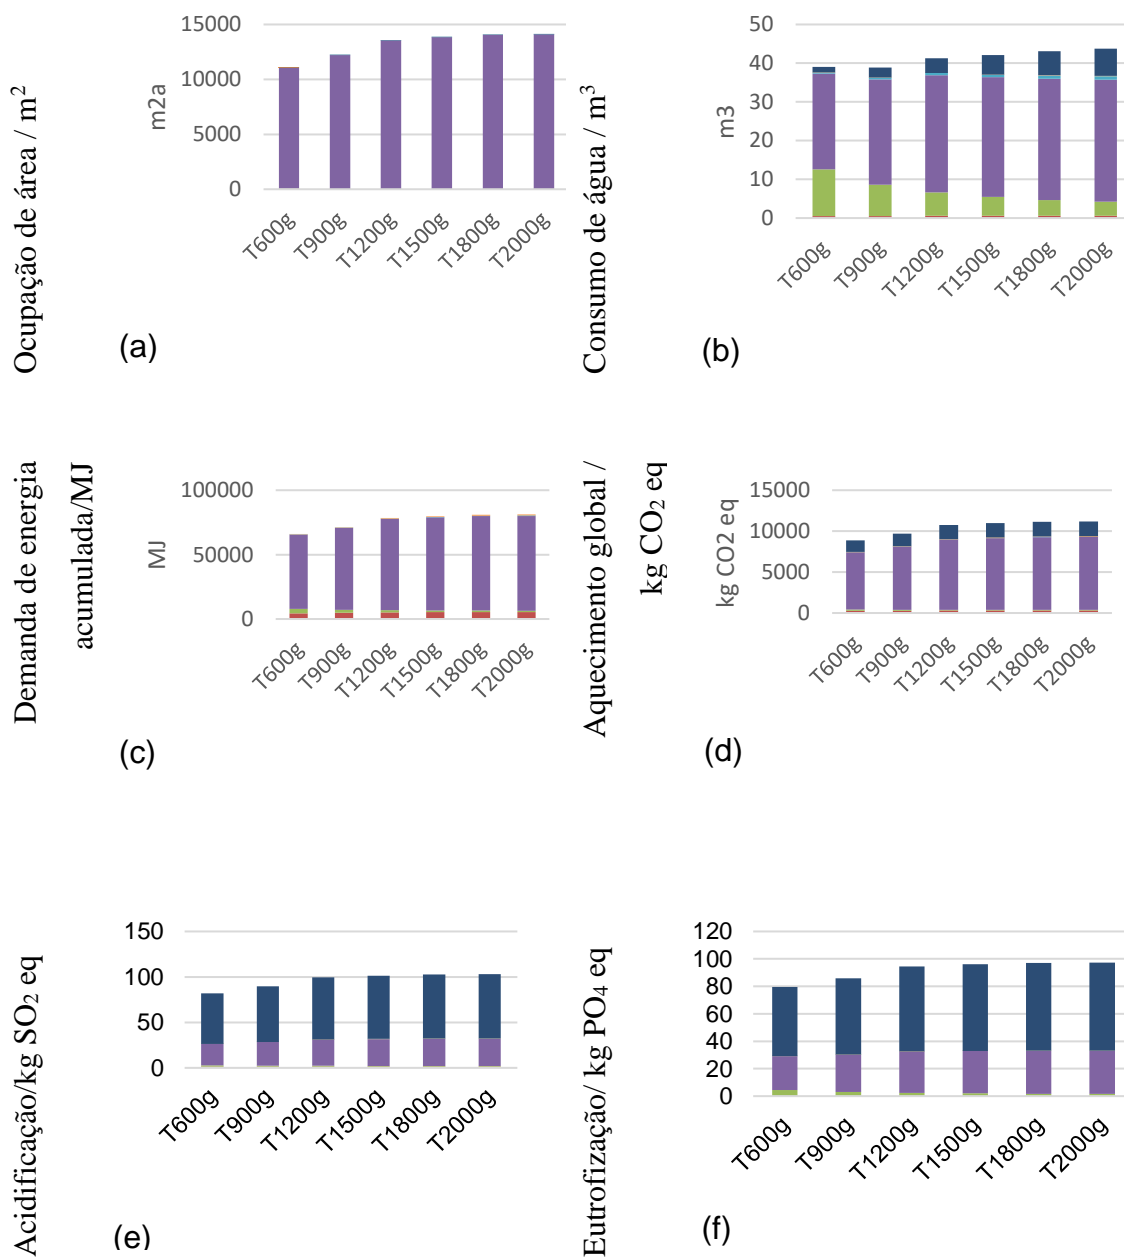 Ocupação de área / m²
m2a
15000
10000
5000
0
T600g
T900g
T1200g
T1500g
T1800g
T2000g
(a)
Consumo de água / m³
m3
50
40
30
20
10
0
T600g
T900g
T1200g
T1500g
T1800g
T2000g
(b)
Demanda de energia
acumulada/MJ
MJ
100000
50000
0
T600g
T900g
T1200g
T1500g
T1800g
T2000g
(c)
Aquecimento global /
kg CO₂ eq
kg CO2 eq
15000
10000
5000
0
T600g
T900g
T1200g
T1500g
T1800g
T2000g
(d)
Acidificação/kg SO₂ eq
150
100
50
0
T600g
T900g
T1200g
T1500g
T1800g
T2000g
(e)
Eutrofização/ kg PO₄ eq
120
100
80
60
40
20
0
T600g
T900g
T1200g
T1500g
T1800g
T2000g
(f)